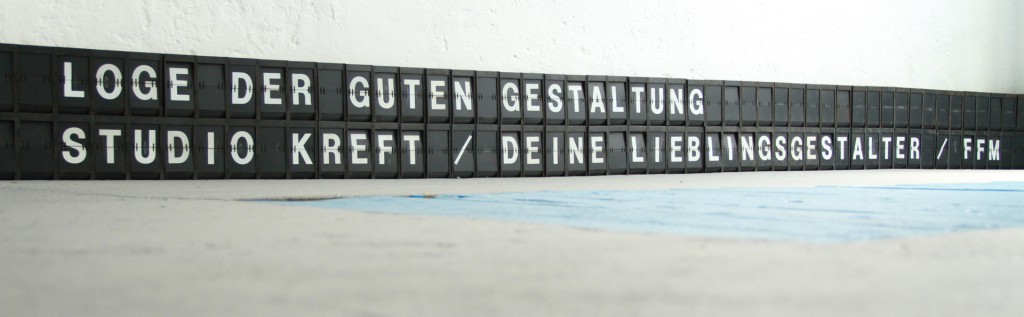 LOGE DER GUTEN GESTALTUNG
STUDIO KREFT / DEINE LIEBLINGSGESTALTER / FFM